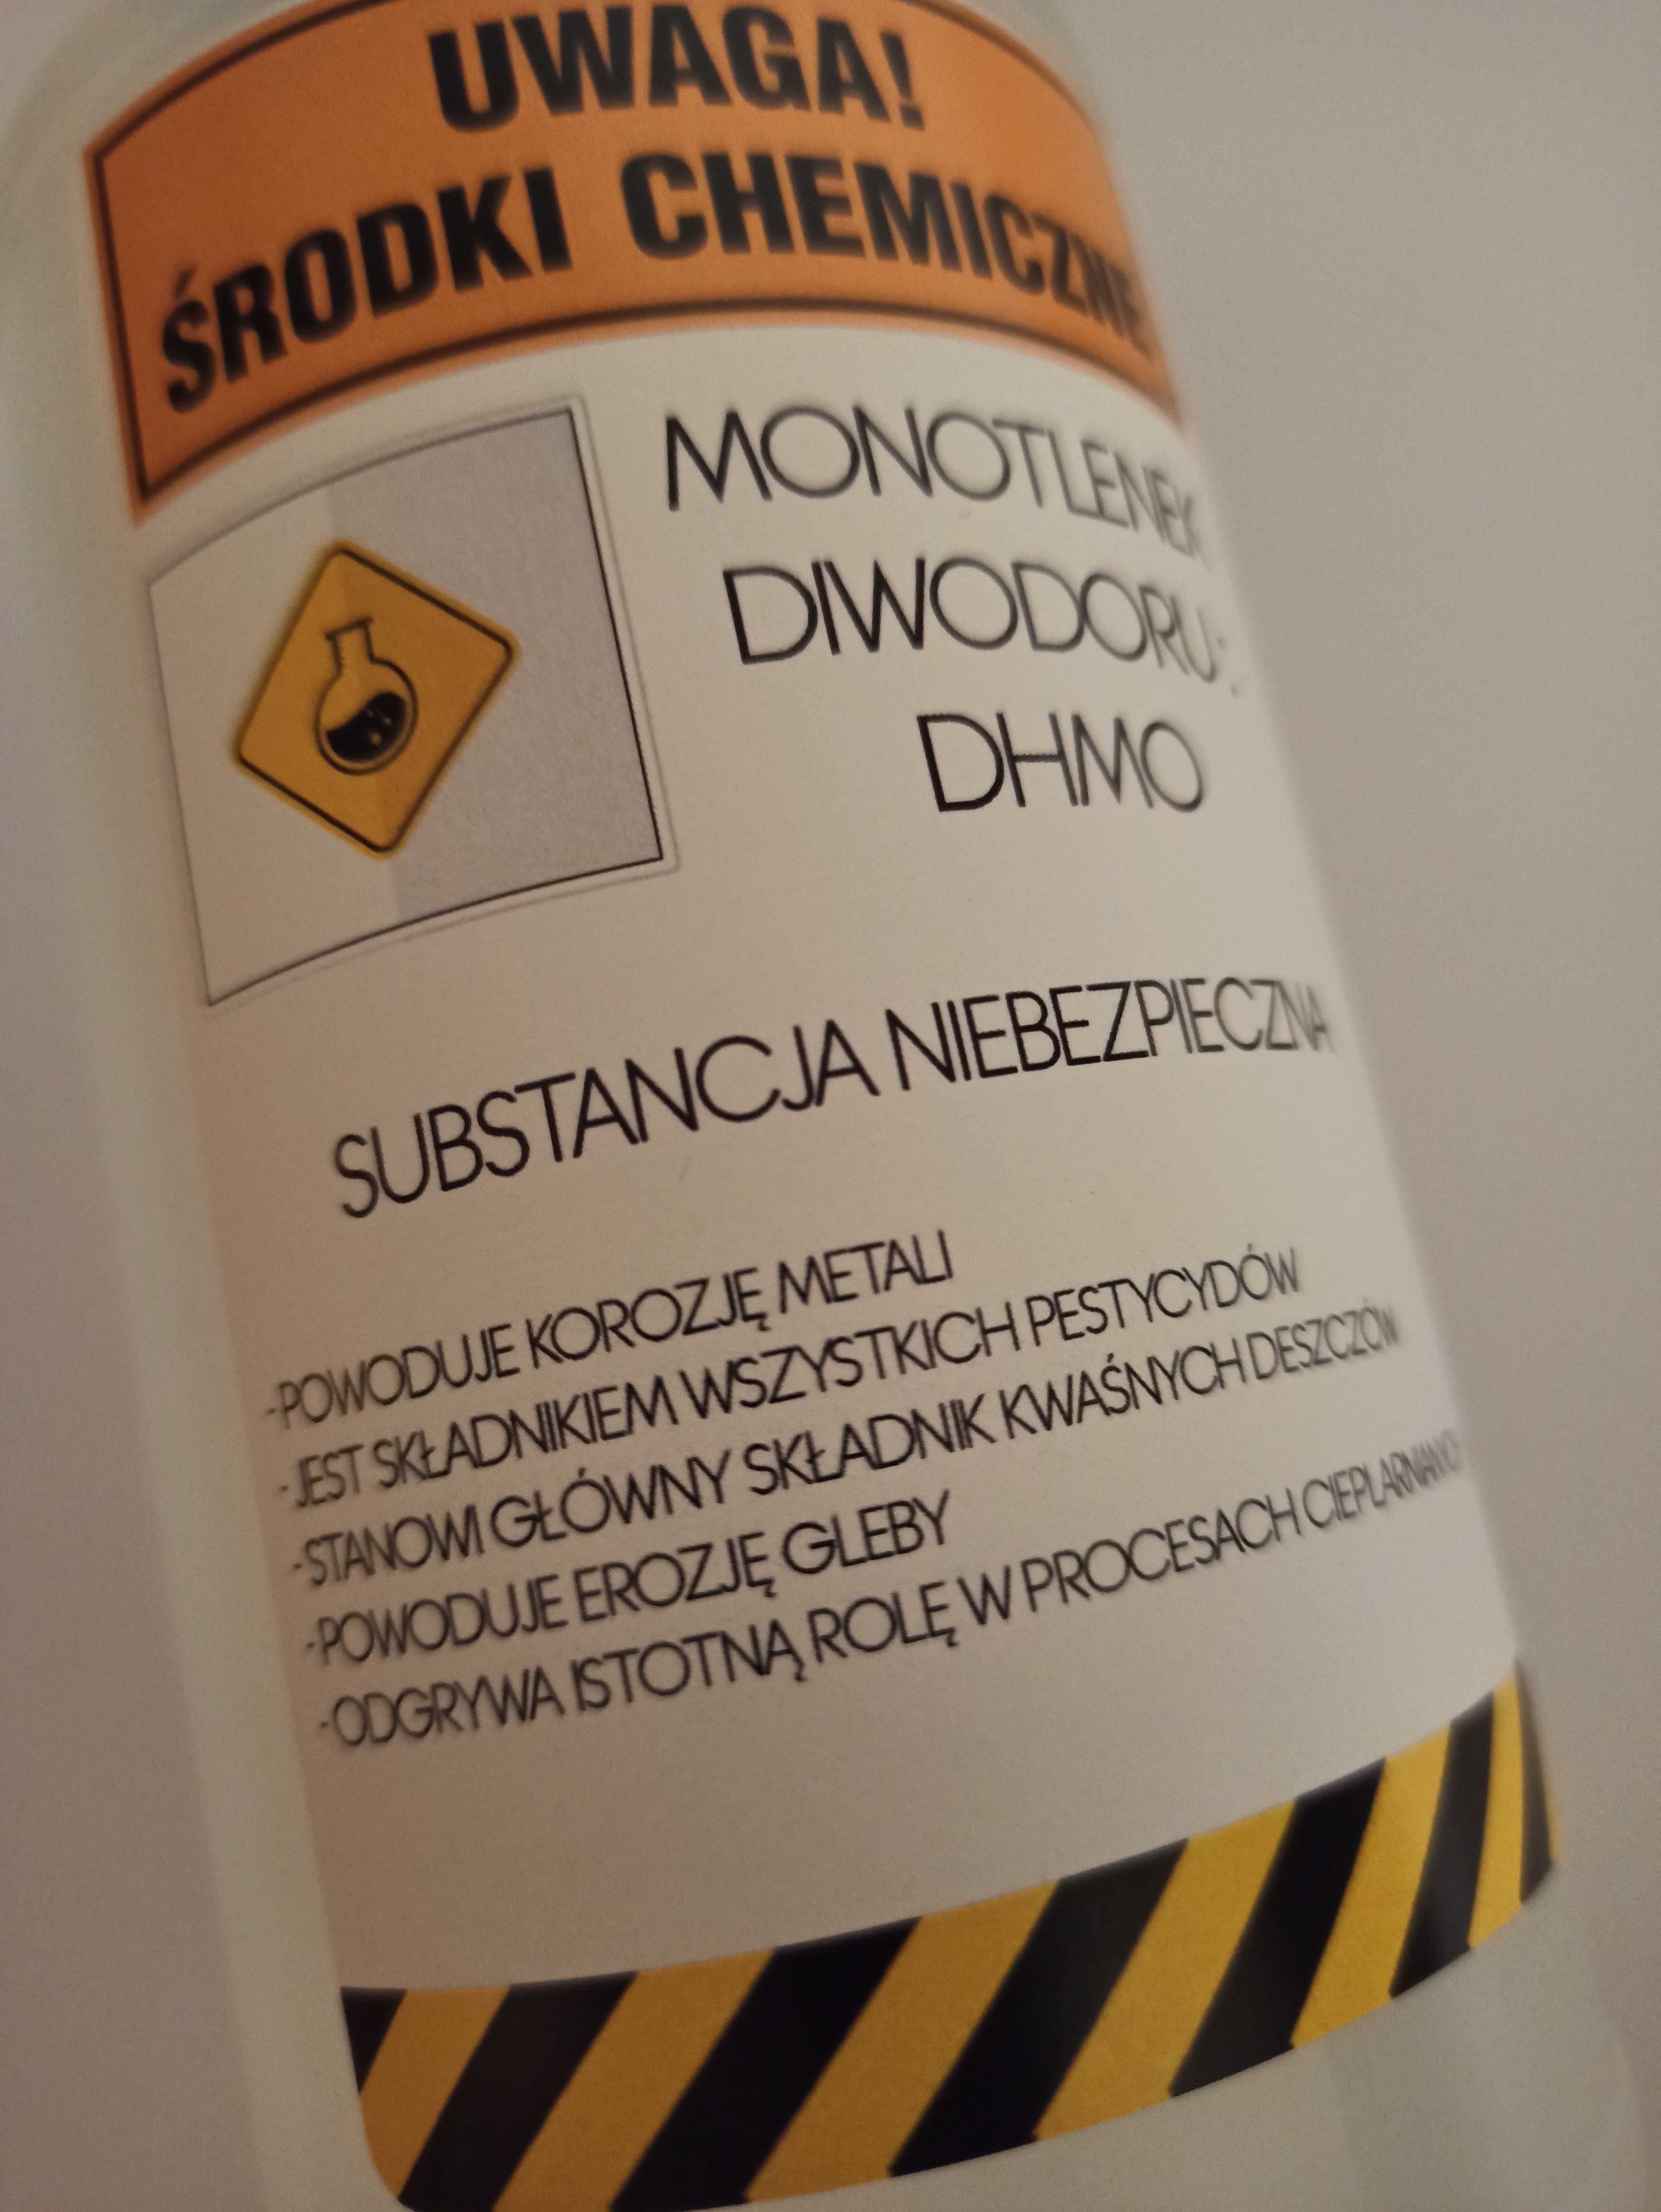 UWAGA!
ŚRODKI CHEMICZNE
MONOTLENEK
DIWODORU:
DHMO
SUBSTANCJA NIEBEZPIECZNA
-POWODUJE KOROZJĘ METALI
-JEST SKŁADNIKIEM WSZYSTKICH PESTYCYDÓW
-STANOWI GŁÓWNY SKŁADNIK KWAŚNYCH DESZCZÓW
-POWODUJE EROZJĘ GLEBY
-ODGRYWA ISTOTNĄ ROLĘ W PROCESACH CIEPLARNIANYCH